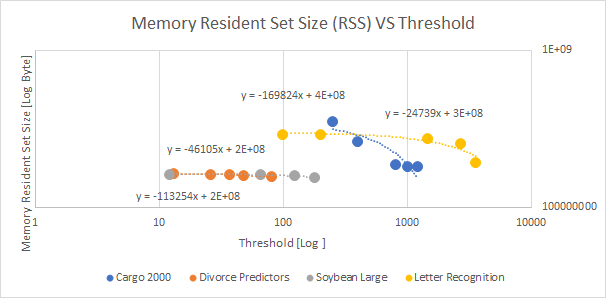 Memory Resident Set Size (RSS) VS Threshold
Memory Resident Set Size [Log Byte]
1E+09
y = -169824x + 4E+08
y = -24739x + 3E+08
y = -46105x + 2E+08
y = -113254x + 2E+08
100000000
1 10 100 1000 10000
Threshold [Log ]
Cargo 2000 Divorce Predictors Soybean Large Letter Recognition